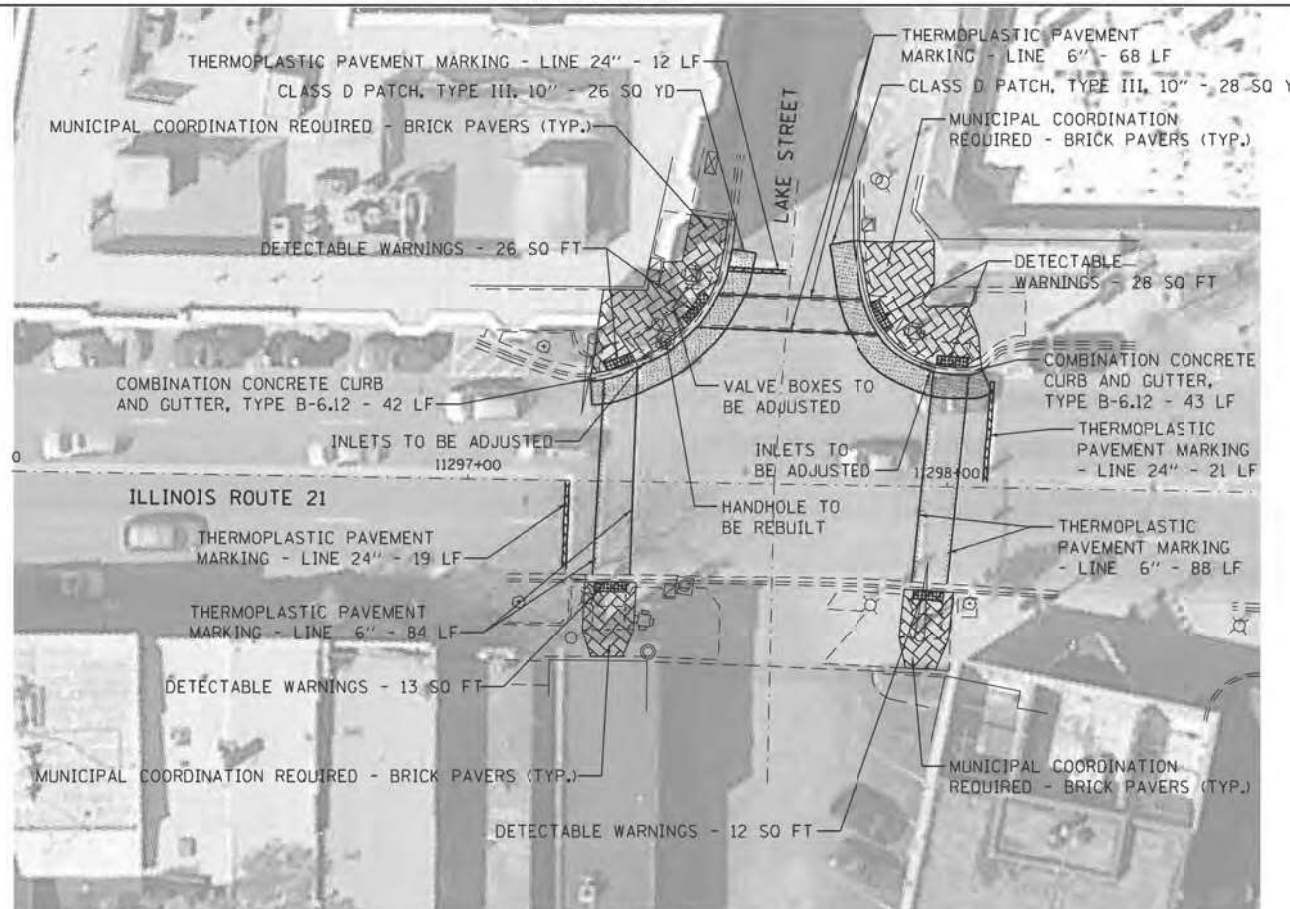 THERMOPLASTIC PAVEMENT MARKING - LINE 24" - 12 LF
CLASS D PATCH, TYPE III, 10" - 26 SQ YD
MUNICIPAL COORDINATION REQUIRED - BRICK PAVERS (TYP.)
THERMOPLASTIC PAVEMENT
MARKING - LINE 6" - 68 LF
CLASS D PATCH, TYPE III, 10" - 28 SQ Y
MUNICIPAL COORDINATION
REQUIRED - BRICK PAVERS (TYP.)
LAKE STREET
DETECTABLE WARNINGS - 26 SQ FT
DETECTABLE
WARNINGS - 28 SQ FT
COMBINATION CONCRETE CURB
AND GUTTER, TYPE B-6.12 - 42 LF
VALVE BOXES TO
BE ADJUSTED
COMBINATION CONCRETE
CURB AND GUTTER,
TYPE B-6.12 - 43 LF
INLETS TO BE ADJUSTED
INLETS TO
BE ADJUSTED
THERMOPLASTIC
PAVEMENT MARKING
- LINE 24" - 21 LF
0
11297+00
11298+00
ILLINOIS ROUTE 21
HANDHOLE TO
BE REBUILT
THERMOPLASTIC PAVEMENT
MARKING - LINE 24" - 19 LF
THERMOPLASTIC
PAVEMENT MARKING
- LINE 6" - 88 LF
THERMOPLASTIC PAVEMENT
MARKING - LINE 6" - 84 LF
DETECTABLE WARNINGS - 13 SQ FT
MUNICIPAL COORDINATION REQUIRED - BRICK PAVERS (TYP.)
MUNICIPAL COORDINATION
REQUIRED - BRICK PAVERS (TYP.)
DETECTABLE WARNINGS - 12 SQ FT